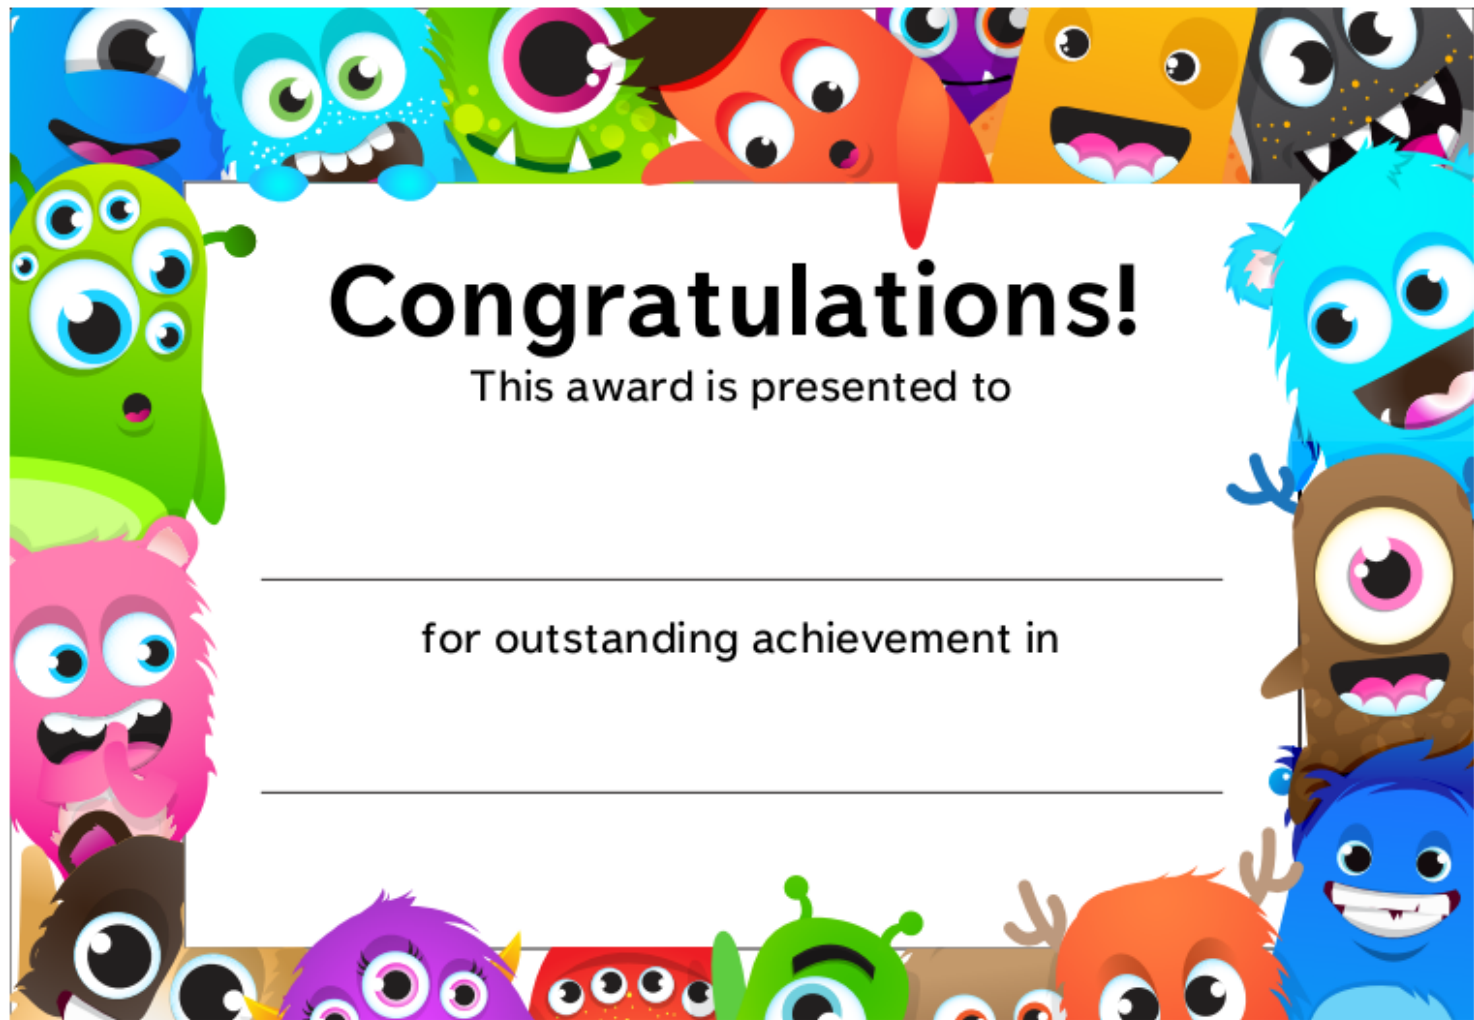 Congratulations!
This award is presented to
for outstanding achievement in